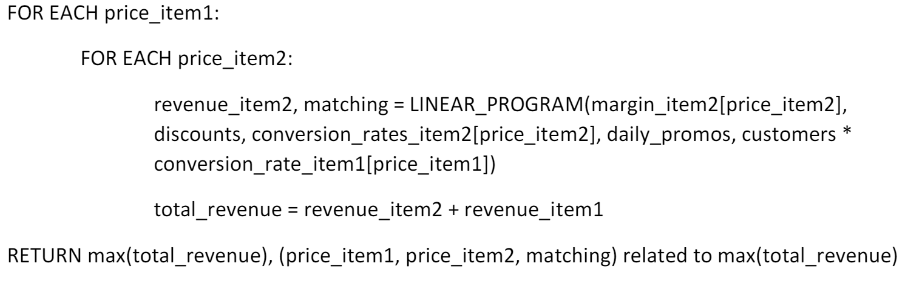 FOR EACH price_item1:
FOR EACH price_item2:
revenue_item2, matching = LINEAR_PROGRAM(margin_item2[price_item2],
discounts, conversion_rates_item2[price_item2], daily_promos, customers *
conversion_rate_item1[price_item1])
total_revenue = revenue_item2 + revenue_item1
RETURN max(total_revenue), (price_item1, price_item2, matching) related to max(total_revenue)